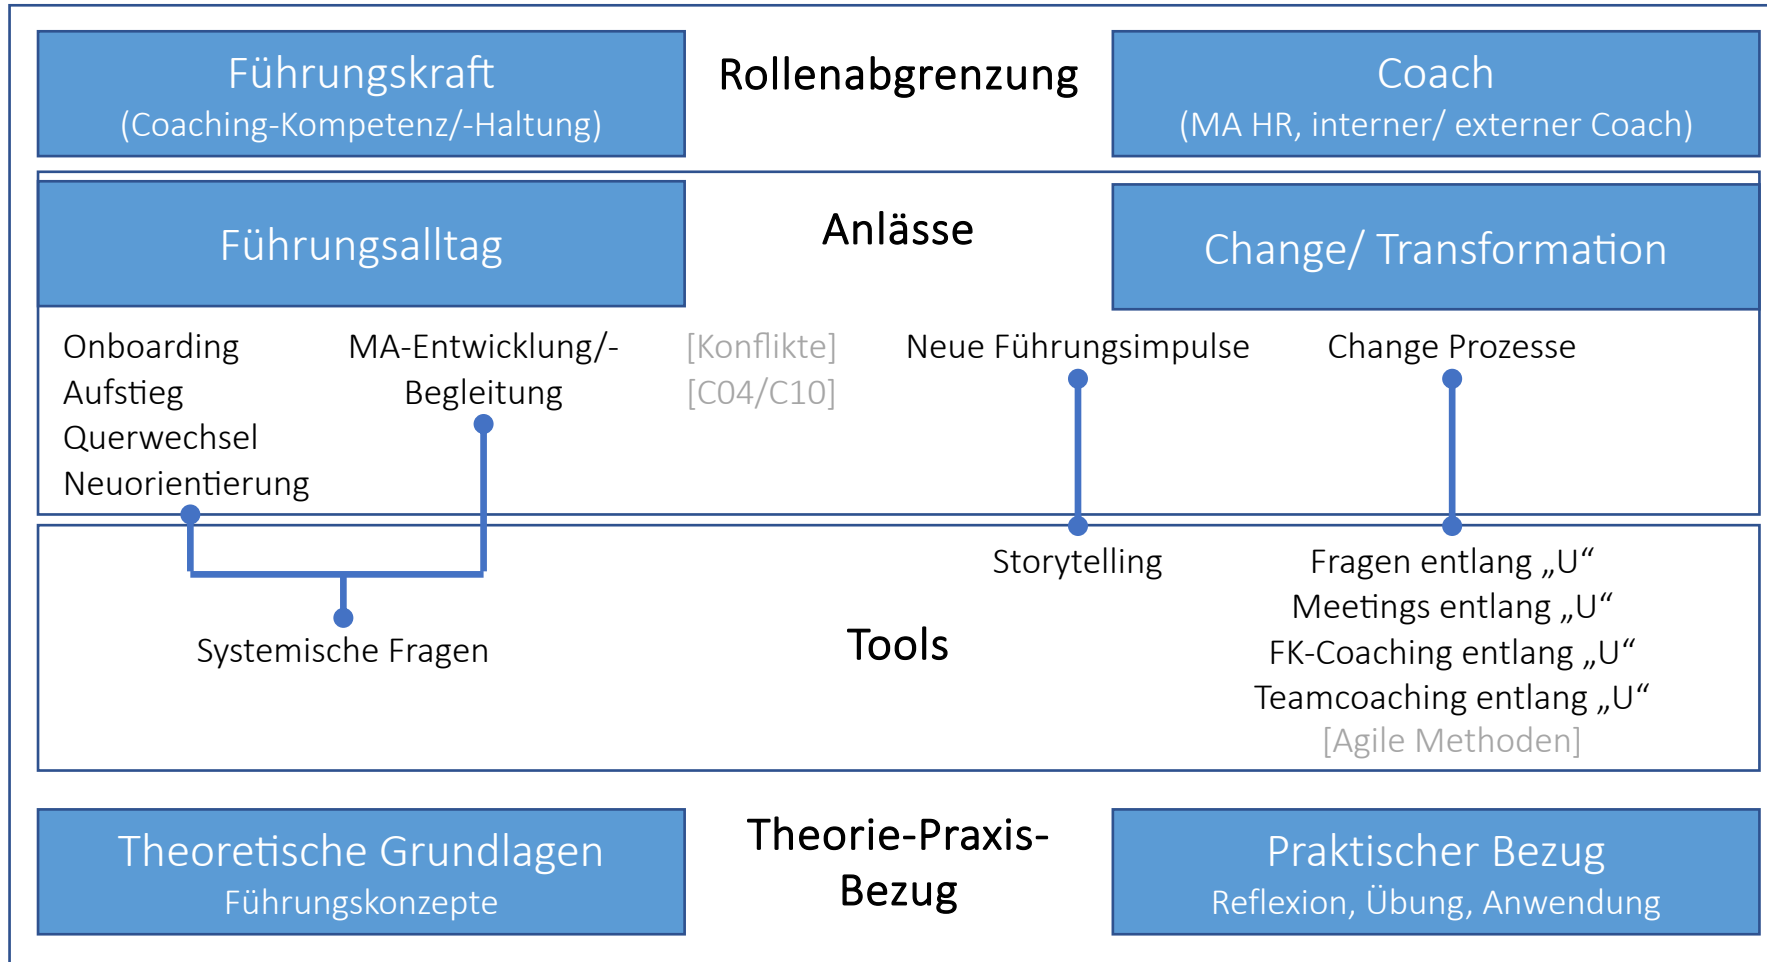 Führungskraft
(Coaching-Kompetenz/-Haltung)
Rollenabgrenzung
Coach
(MA HR, interner/ externer Coach)
Führungsalltag
Anlässe
Change/ Transformation
Onboarding
Aufstieg
Querwechsel
Neuorientierung
MA-Entwicklung/-
Begleitung
[Konflikte]
[C04/C10]
Neue Führungsimpulse
Change Prozesse
Systemische Fragen
Tools
Storytelling
Fragen entlang „U“
Meetings entlang „U“
FK-Coaching entlang „U“
Teamcoaching entlang „U“
[Agile Methoden]
Theoretische Grundlagen
Führungskonzepte
Theorie-Praxis-
Bezug
Praktischer Bezug
Reflexion, Übung, Anwendung